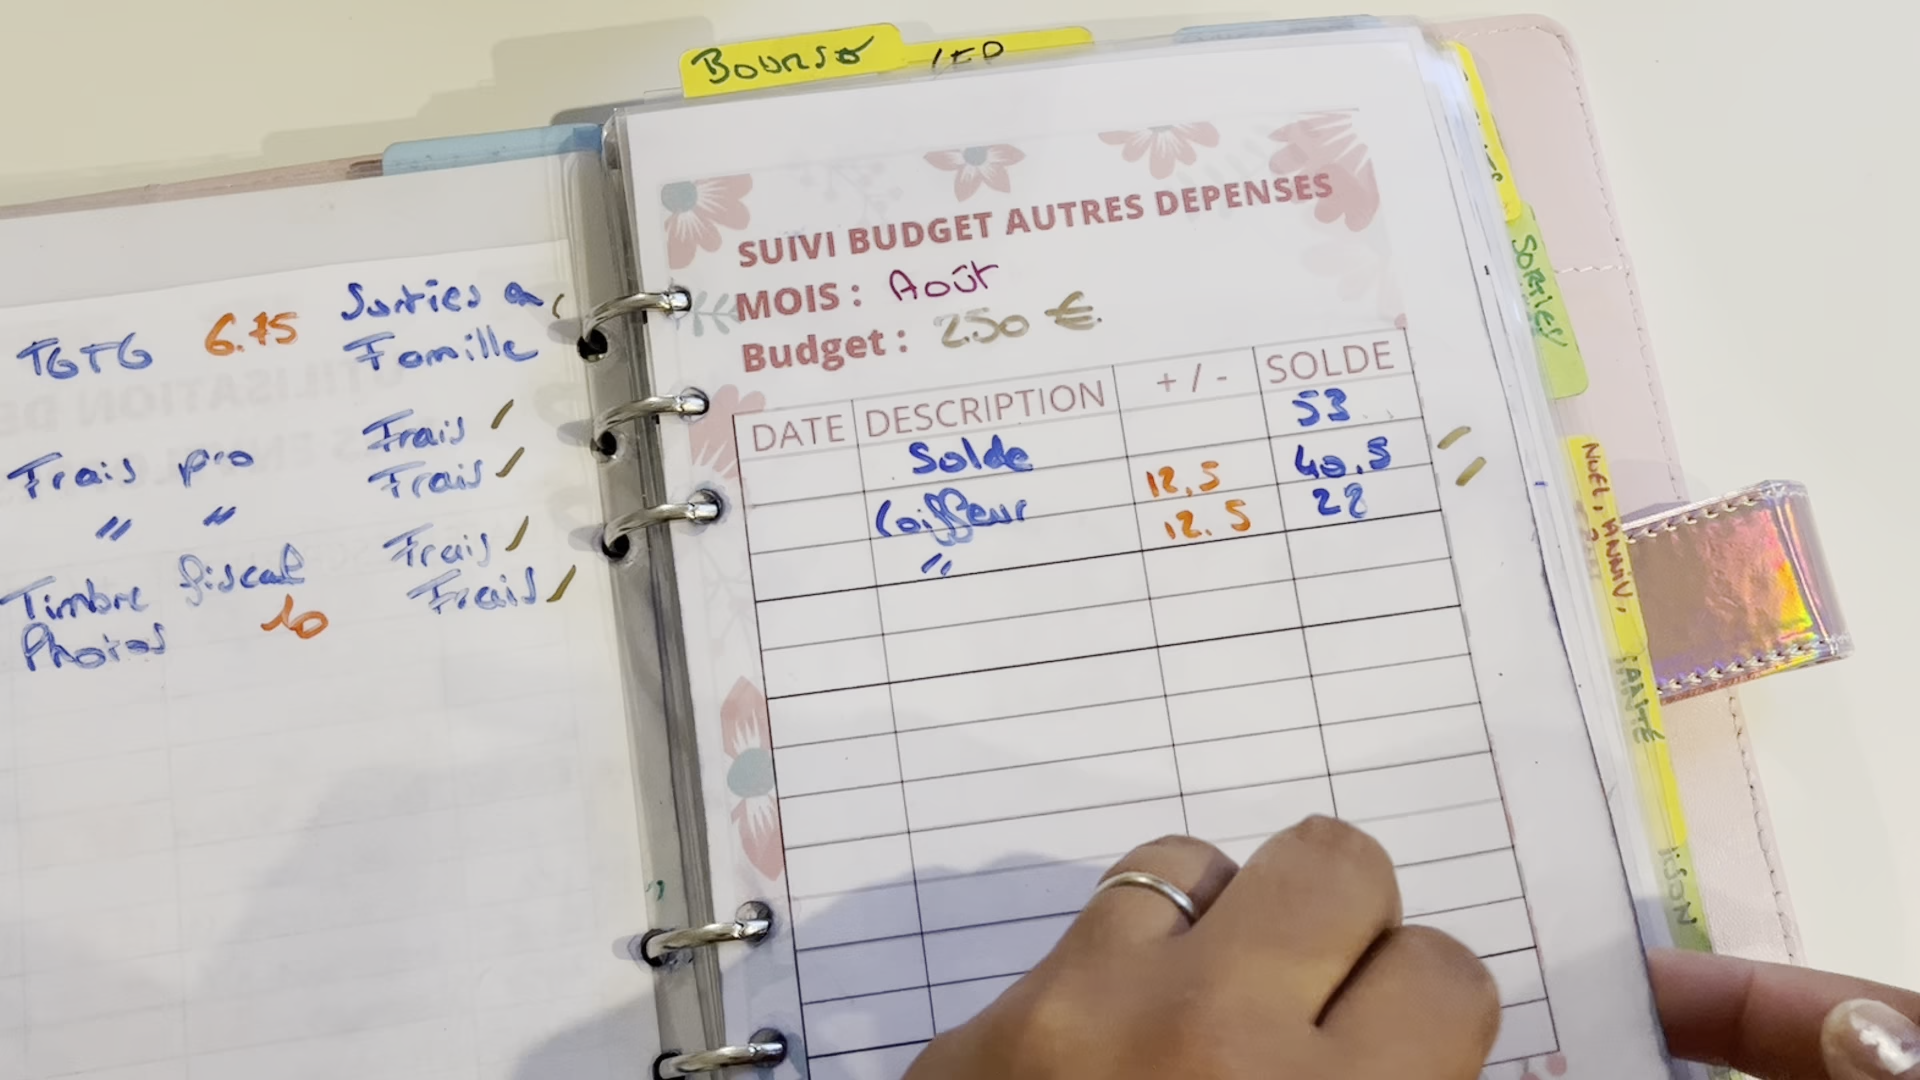 BOURSO
LEP
TGTG 6.75 Sorties
Famille
Frais
Frais pro Frais
" "
Timbre fiscal Frais
Photos 10 Frais
SUIVI BUDGET AUTRES DEPENSES
MOIS : Août
Budget : 250 €.
DATE DESCRIPTION + / - SOLDE
Solde 53
Coiffeur 12,5 40.5
" 12.5 28
SORTIES
NOEL, ANNIV,
SANTÉ